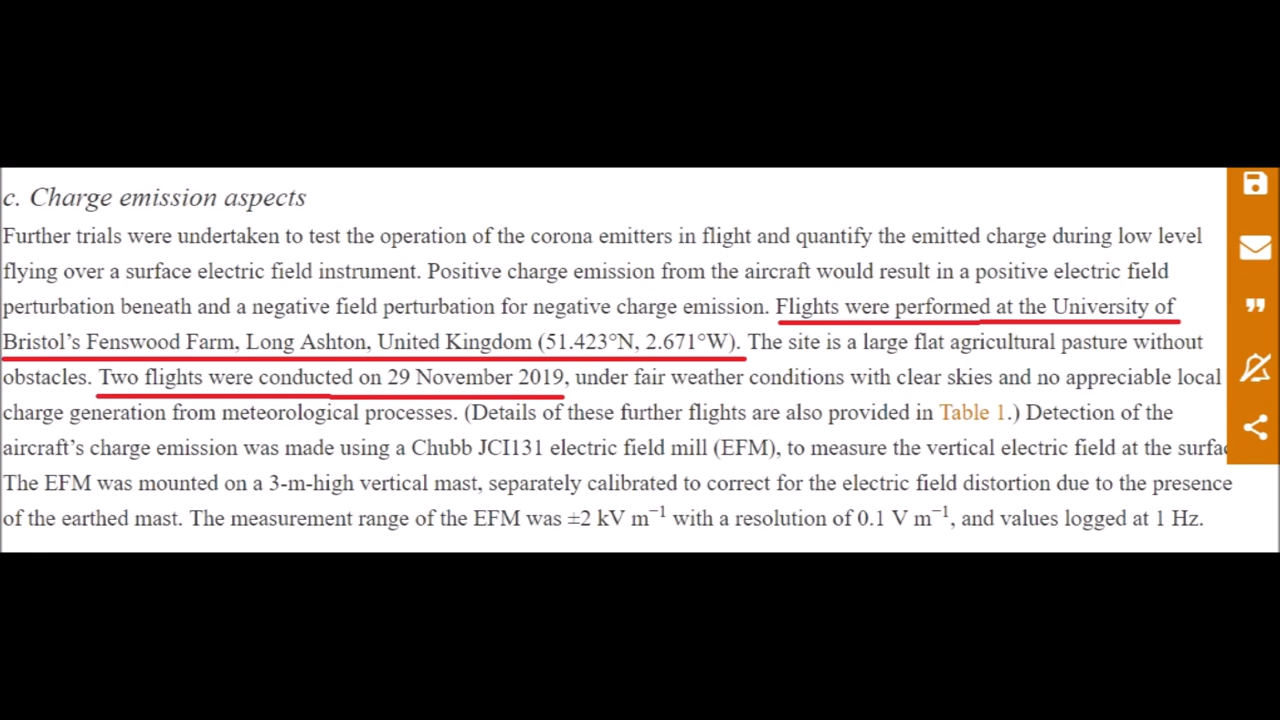 c. Charge emission aspects
Further trials were undertaken to test the operation of the corona emitters in flight and quantify the emitted charge during low level
flying over a surface electric field instrument. Positive charge emission from the aircraft would result in a positive electric field
perturbation beneath and a negative field perturbation for negative charge emission. Flights were performed at the University of
Bristol’s Fenswood Farm, Long Ashton, United Kingdom (51.423°N, 2.671°W). The site is a large flat agricultural pasture without
obstacles. Two flights were conducted on 29 November 2019, under fair weather conditions with clear skies and no appreciable local
charge generation from meteorological processes. (Details of these further flights are also provided in Table 1.) Detection of the
aircraft’s charge emission was made using a Chubb JCI131 electric field mill (EFM), to measure the vertical electric field at the
The EFM was mounted on a 3-m-high vertical mast, separately calibrated to correct for the electric field distortion due to the presence
of the earthed mast. The measurement range of the EFM was ±2 kV m⁻¹ with a resolution of 0.1 V m⁻¹, and values logged at 1 Hz.